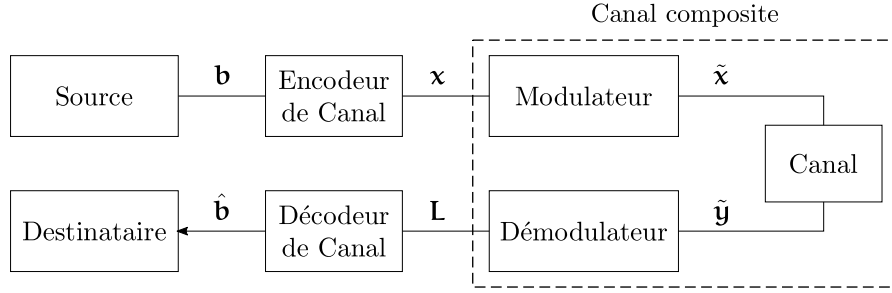 Canal composite
Source
b
Encodeur
de Canal
x
Modulateur
x̃
Canal
Destinataire
b̂
Décodeur
de Canal
L
Démodulateur
ỹ